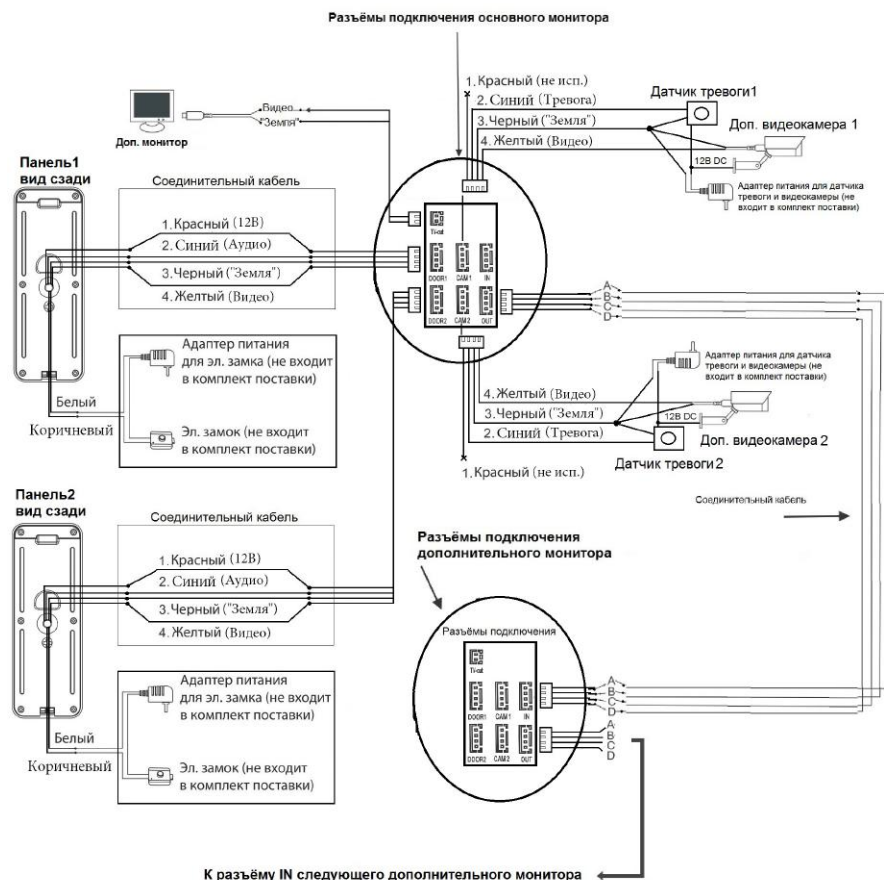 Разъёмы подключения основного монитора
1. Красный (не исп.)
2. Синий (Тревога)
3. Черный ("Земля")
4. Желтый (Видео)
Датчик тревоги1
Доп. видеокамера 1
12В DC
Адаптер питания для датчика
тревоги и видеокамеры (не
входит в комплект поставки)
Видео
"Земля"
Доп. монитор
Панель1
вид сзади
Соединительный кабель
1. Красный (12В)
2. Синий (Аудио)
3. Черный ("Земля")
4. Желтый (Видео)
DOOR1
CAM 1
IN
DOOR2
CAM2
OUT
A
B
C
D
Адаптер питания
для эл. замка (не входит
в комплект поставки)
Белый
Коричневый
Эл. замок (не входит
в комплект поставки)
Адаптер питания для датчика
тревоги и видеокамеры (не
входит в комплект поставки)
4. Желтый (Видео)
3. Черный ("Земля")
2. Синий (Тревога)
1. Красный (не исп.)
12В DC
Доп. видеокамера 2
Датчик тревоги2
Панель2
вид сзади
Соединительный кабель
1. Красный (12В)
2. Синий (Аудио)
3. Черный ("Земля")
4. Желтый (Видео)
Соединительный кабель
Разъёмы подключения
дополнительного монитора
Разъёмы подключения
DOOR1
CAM 1
IN
DOOR2
CAM2
OUT
A
B
C
D
A
B
C
D
Адаптер питания
для эл. замка (не входит
в комплект поставки)
Белый
Коричневый
Эл. замок (не входит
в комплект поставки)
К разъёму IN следующего дополнительного монитора